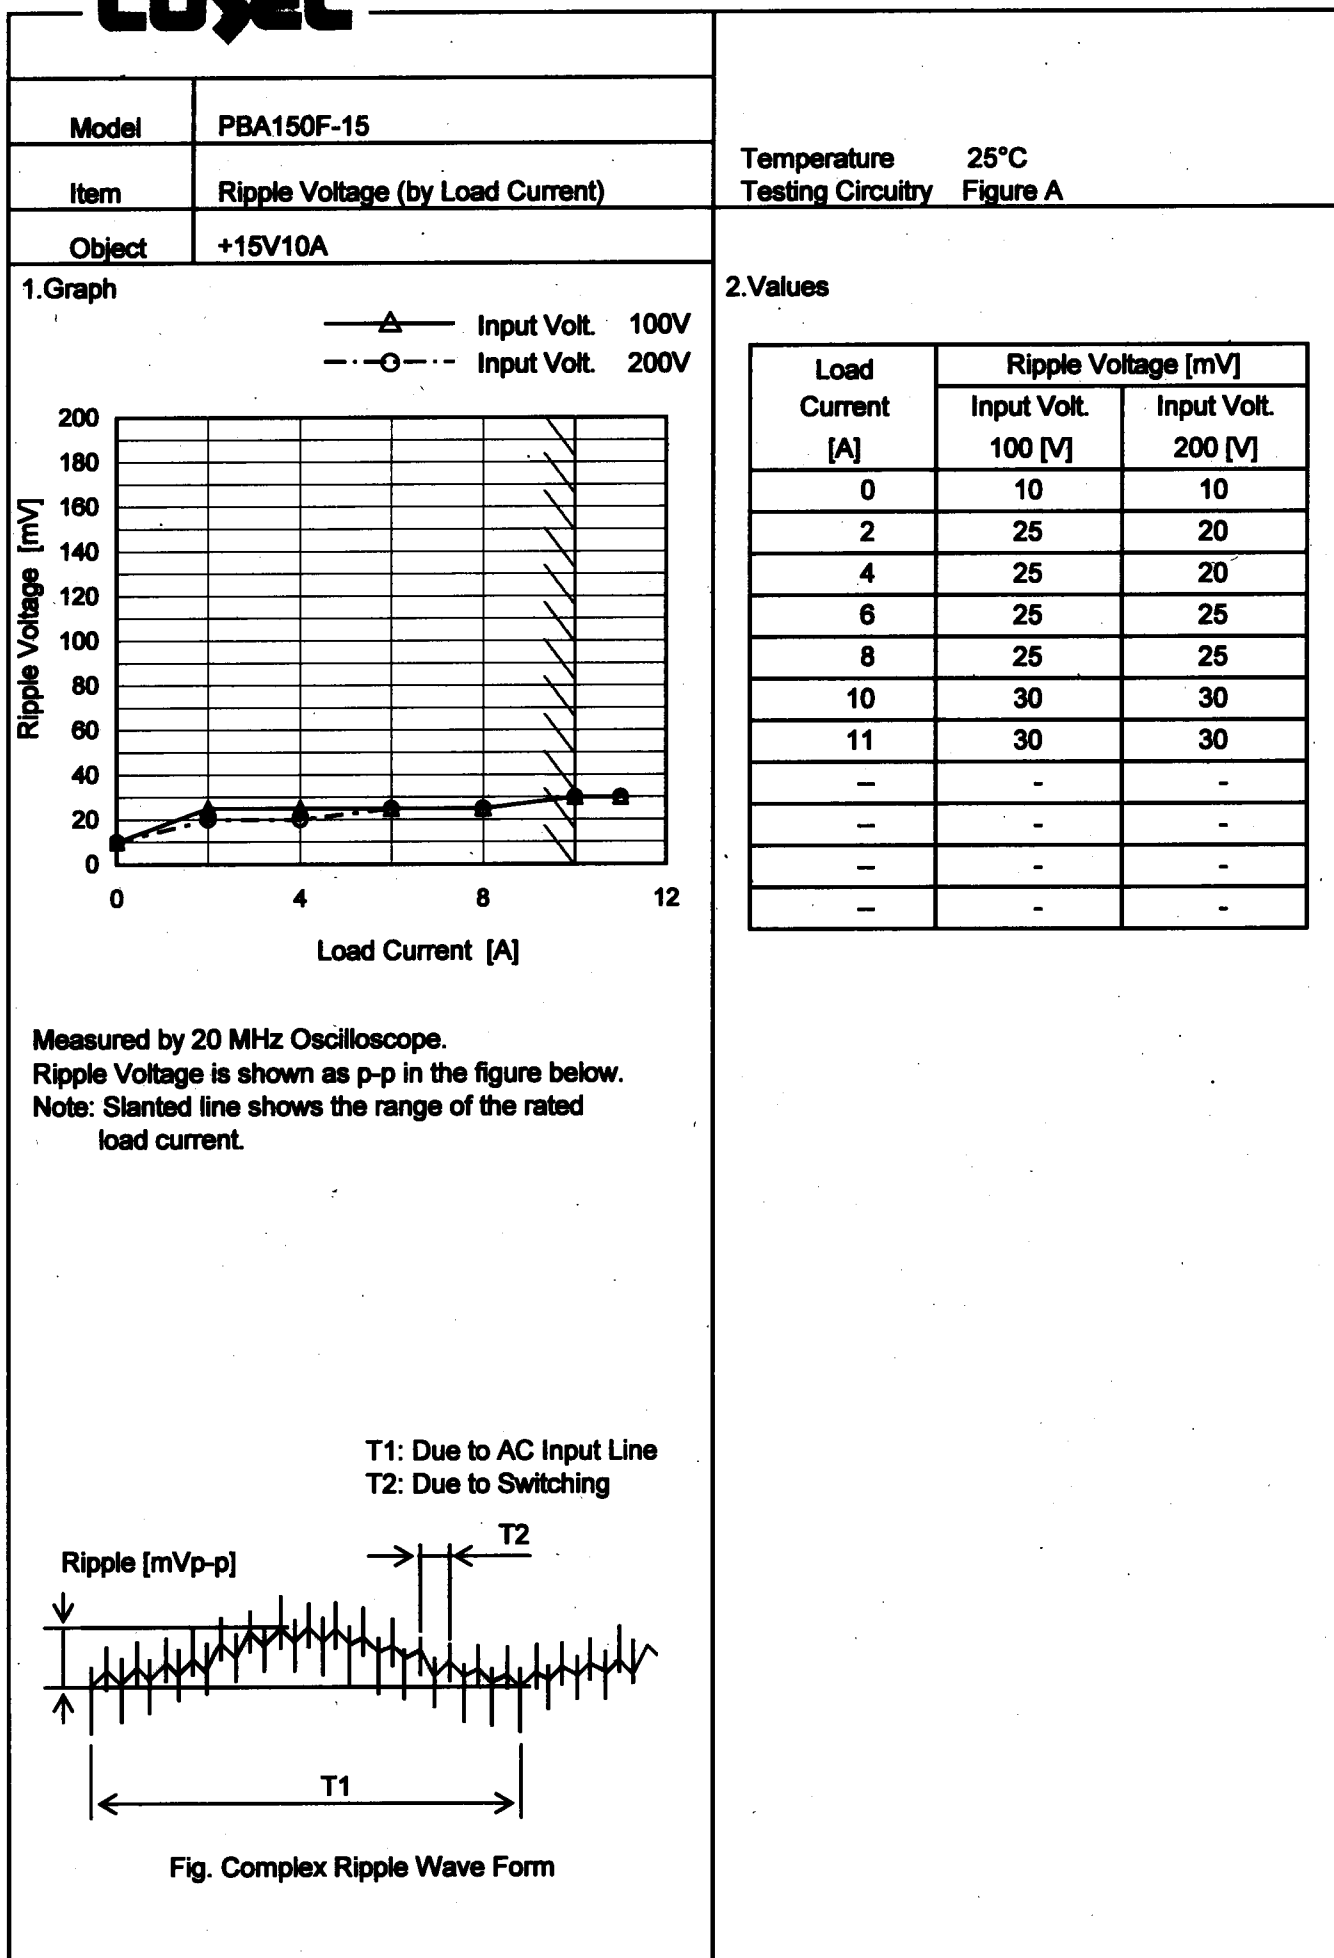 Model PBA150F-15
Item Ripple Voltage (by Load Current)
Object +15V10A
Temperature 25°C
Testing Circuitry Figure A
1.Graph
Input Volt. 100V
Input Volt. 200V
200
180
160
140
120
100
80
60
40
20
0
Ripple Voltage [mV]
0 4 8 12
Load Current [A]
Measured by 20 MHz Oscilloscope.
Ripple Voltage is shown as p-p in the figure below.
Note: Slanted line shows the range of the rated
load current.
T1: Due to AC Input Line
T2: Due to Switching
T2
Ripple [mVp-p]
T1
Fig. Complex Ripple Wave Form
2.Values
Load Ripple Voltage [mV]
Current Input Volt. Input Volt.
[A] 100 [V] 200 [V]
0 10 10
2 25 20
4 25 20
6 25 25
8 25 25
10 30 30
11 30 30
— - -
— - -
— - -
— - -